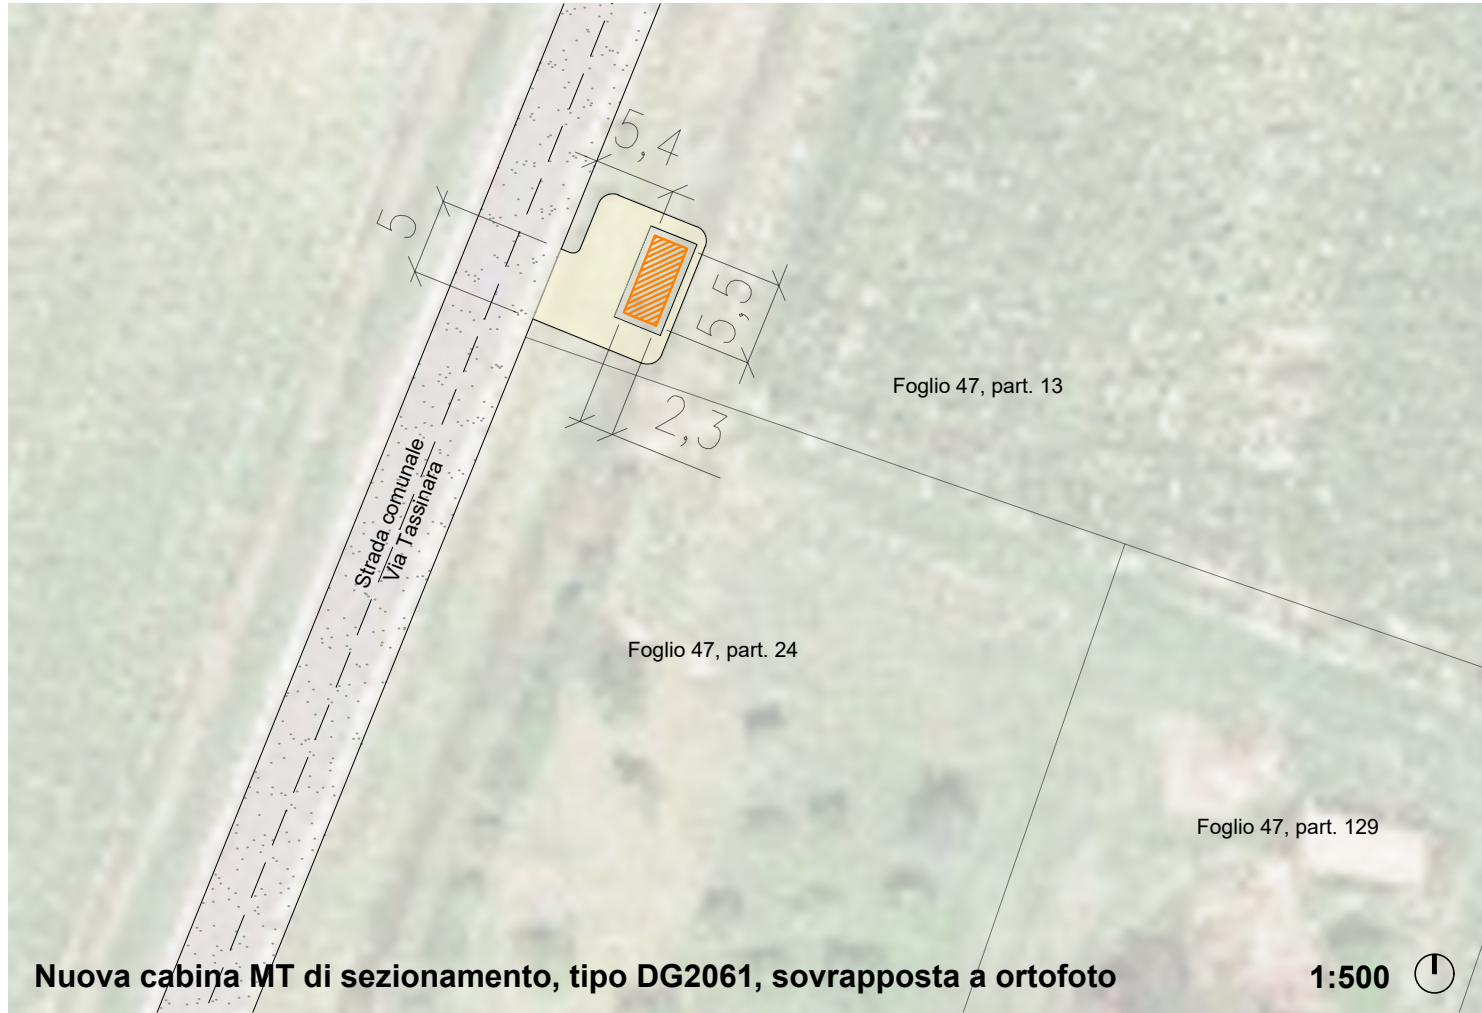 5,4
5
5,5
2,3
Foglio 47, part. 13
Strada comunale
Via Tassinara
Foglio 47, part. 24
Foglio 47, part. 129
Nuova cabina MT di sezionamento, tipo DG2061, sovrapposta a ortofoto
1:500